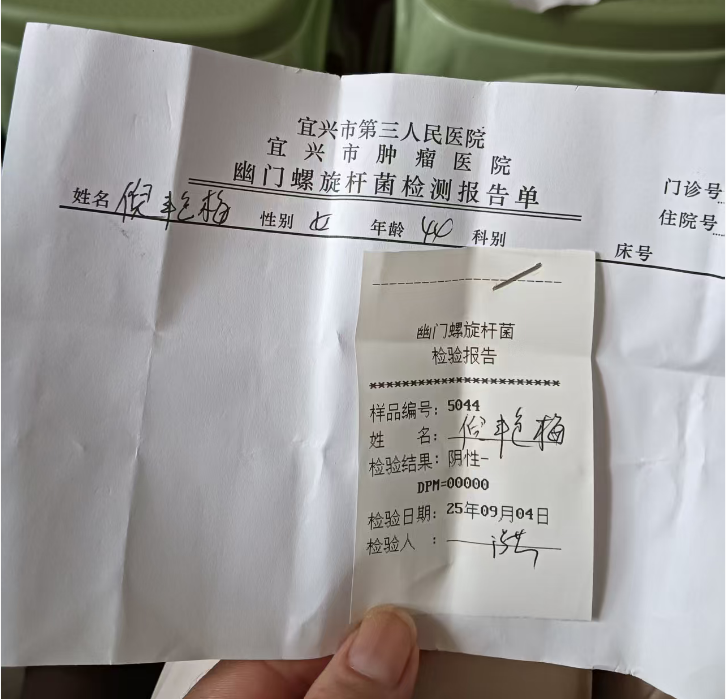 宜兴市第三人民医院
宜兴市肿瘤医院
幽门螺旋杆菌检测报告单
门诊号
住院号
姓名 倪艳梅 性别 女 年龄 44 科别 床号
幽门螺旋杆菌
检验报告
************************
样品编号: 5044
姓 名: 倪艳梅
检验结果: 阴性-
DPM=00000
检验日期: 25年09月04日
检验人 :